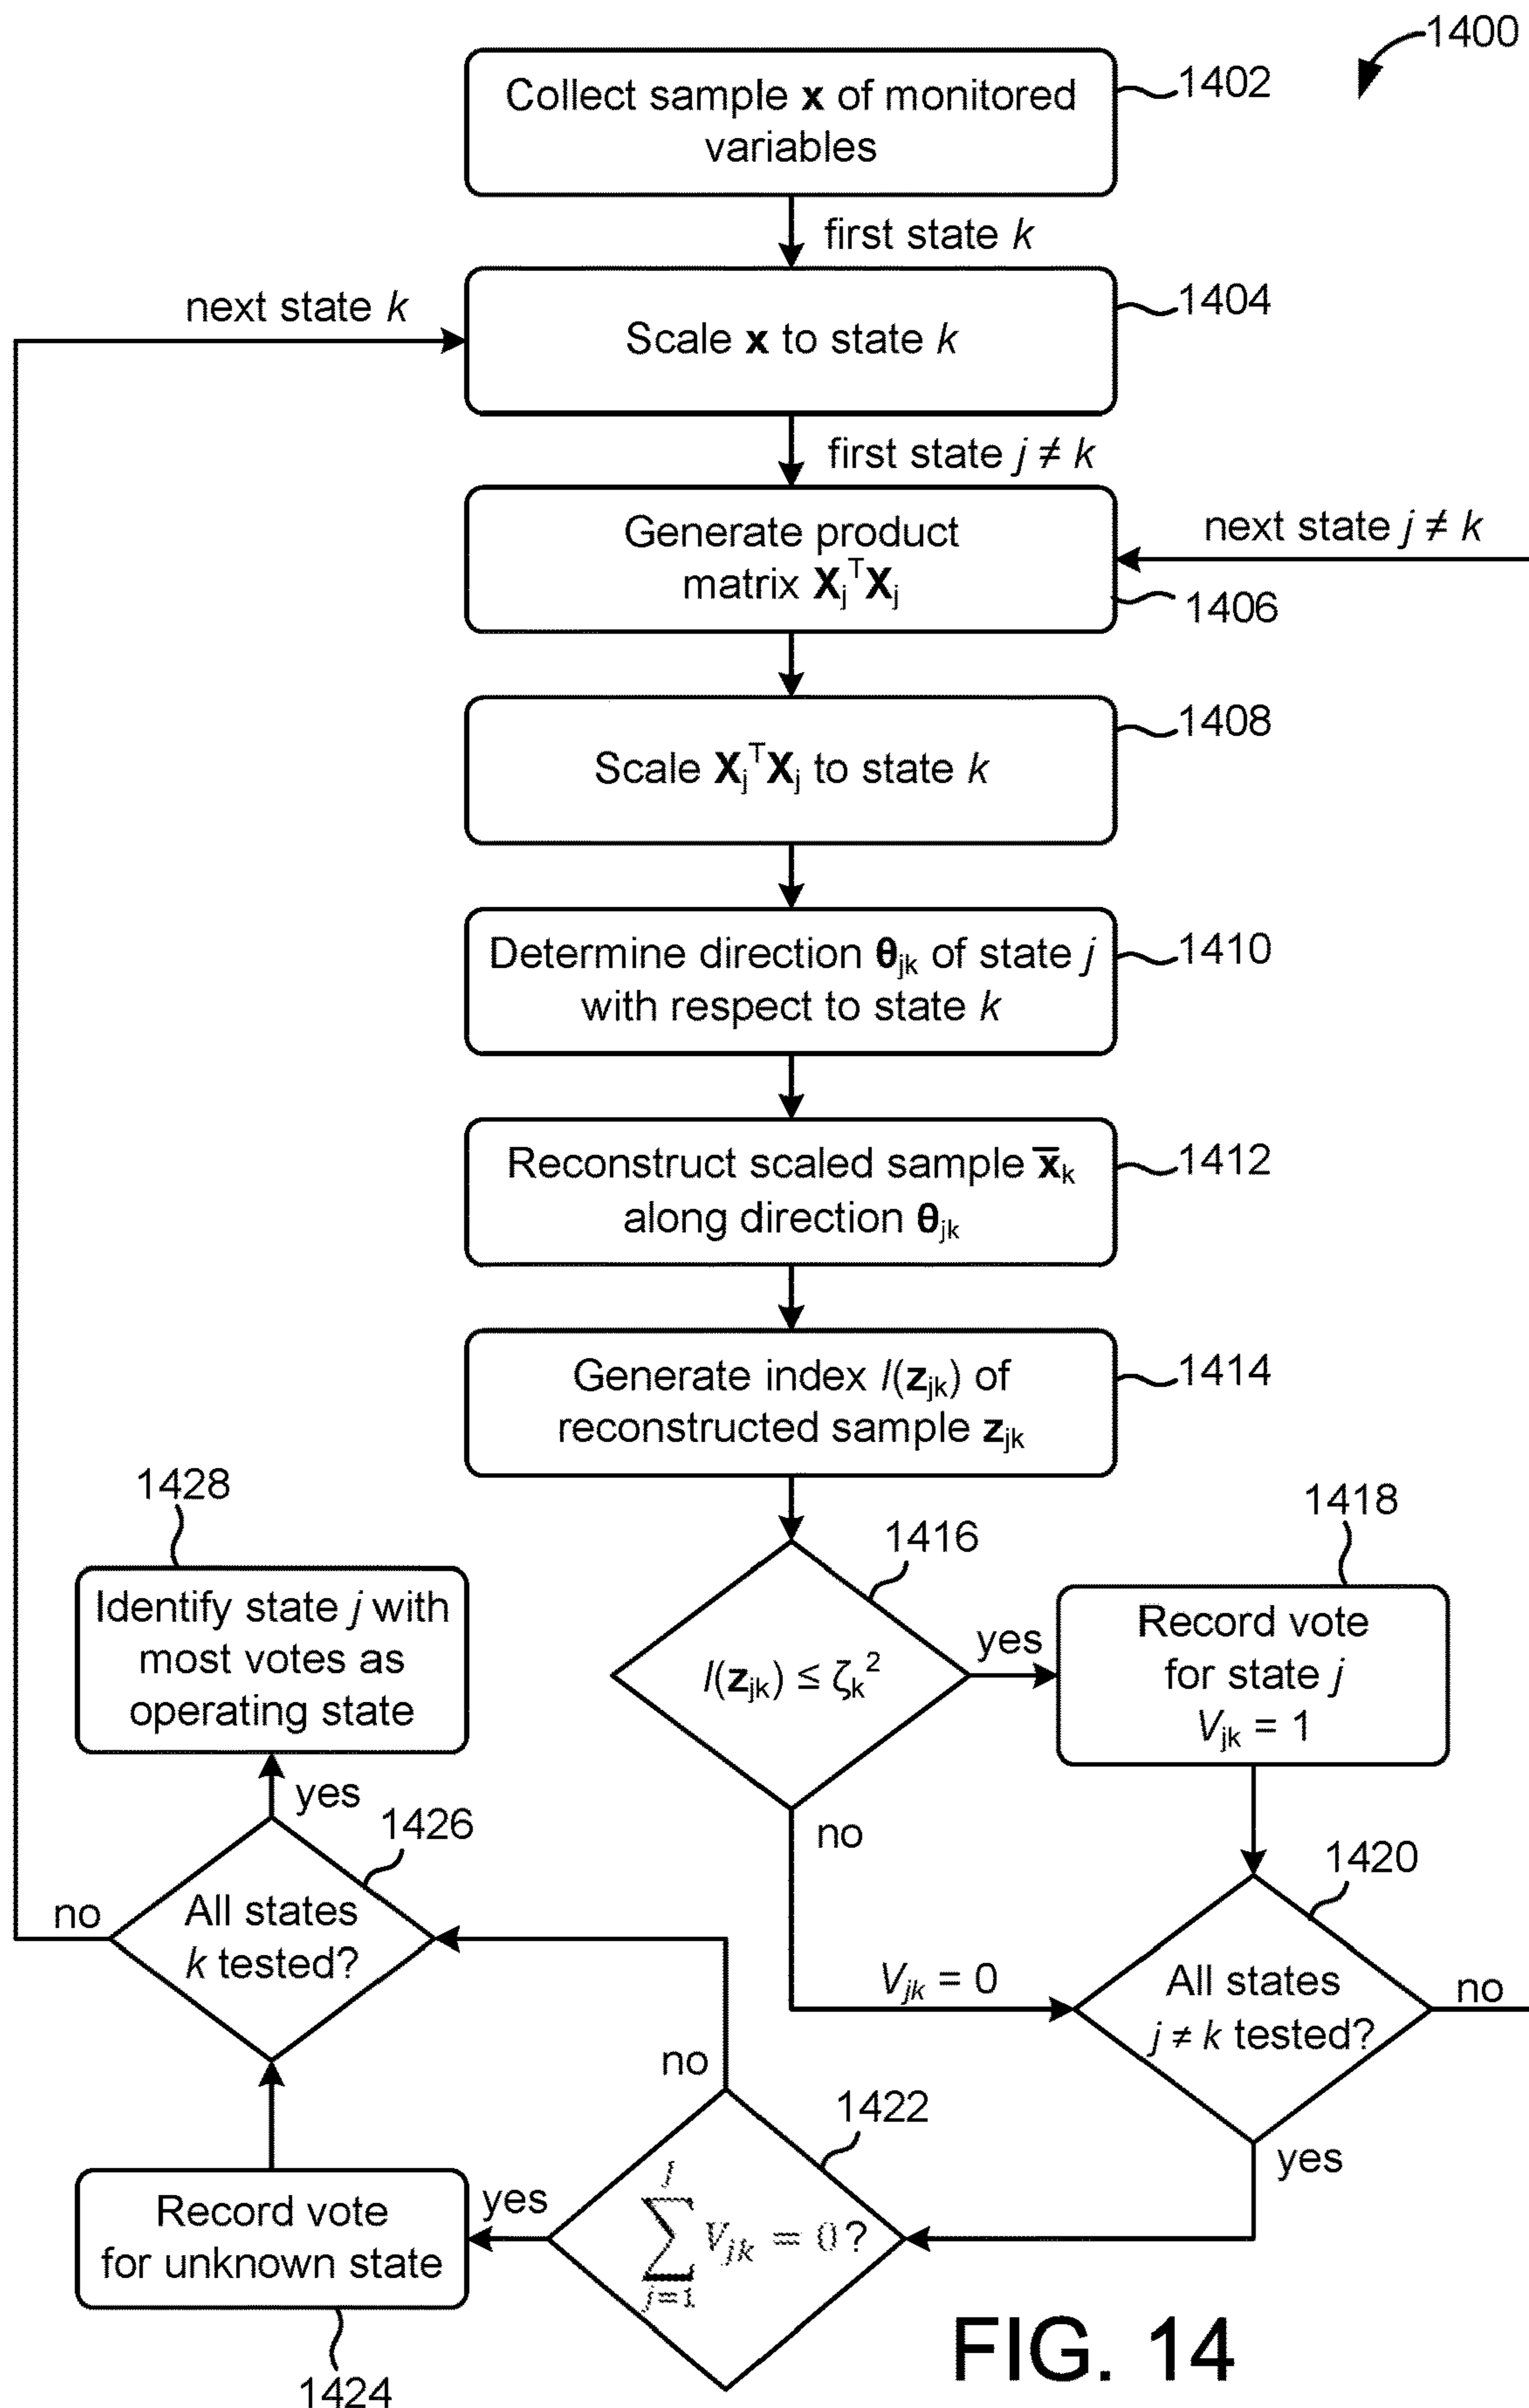 1400
Collect sample x of monitored
variables
1402
first state k
next state k
Scale x to state k
1404
first state j ≠ k
Generate product
matrix XjᵀXj
next state j ≠ k
1406
Scale XjᵀXj to state k
1408
Determine direction θjk of state j
with respect to state k
1410
Reconstruct scaled sample x̄k
along direction θjk
1412
Generate index I(zjk) of
reconstructed sample zjk
1414
1416
I(zjk) ≤ ζk²
yes
no
1418
Record vote
for state j
Vjk = 1
Vjk = 0
1420
All states
j ≠ k tested?
no
yes
1422
J
∑ Vjk = 0 ?
j=1
yes
no
Record vote
for unknown state
1424
1426
All states
k tested?
no
yes
1428
Identify state j with
most votes as
operating state
FIG. 14